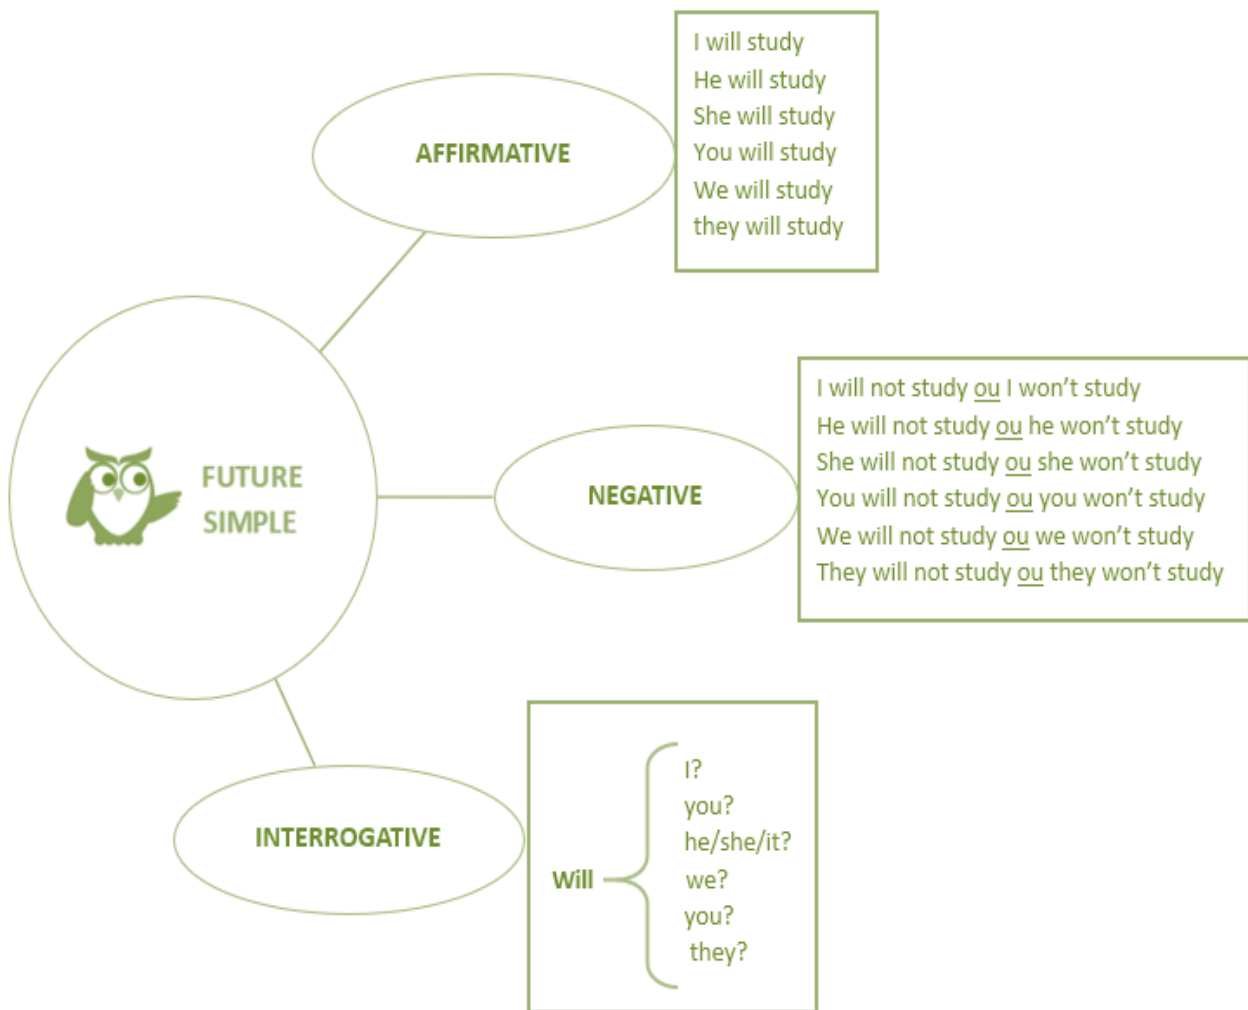 I will study
He will study
She will study
You will study
We will study
they will study
AFFIRMATIVE
I will not study ou I won't study
He will not study ou he won't study
She will not study ou she won't study
You will not study ou you won't study
We will not study ou we won't study
They will not study ou they won't study
NEGATIVE
FUTURE
SIMPLE
INTERROGATIVE
Will
I?
you?
he/she/it?
we?
you?
they?